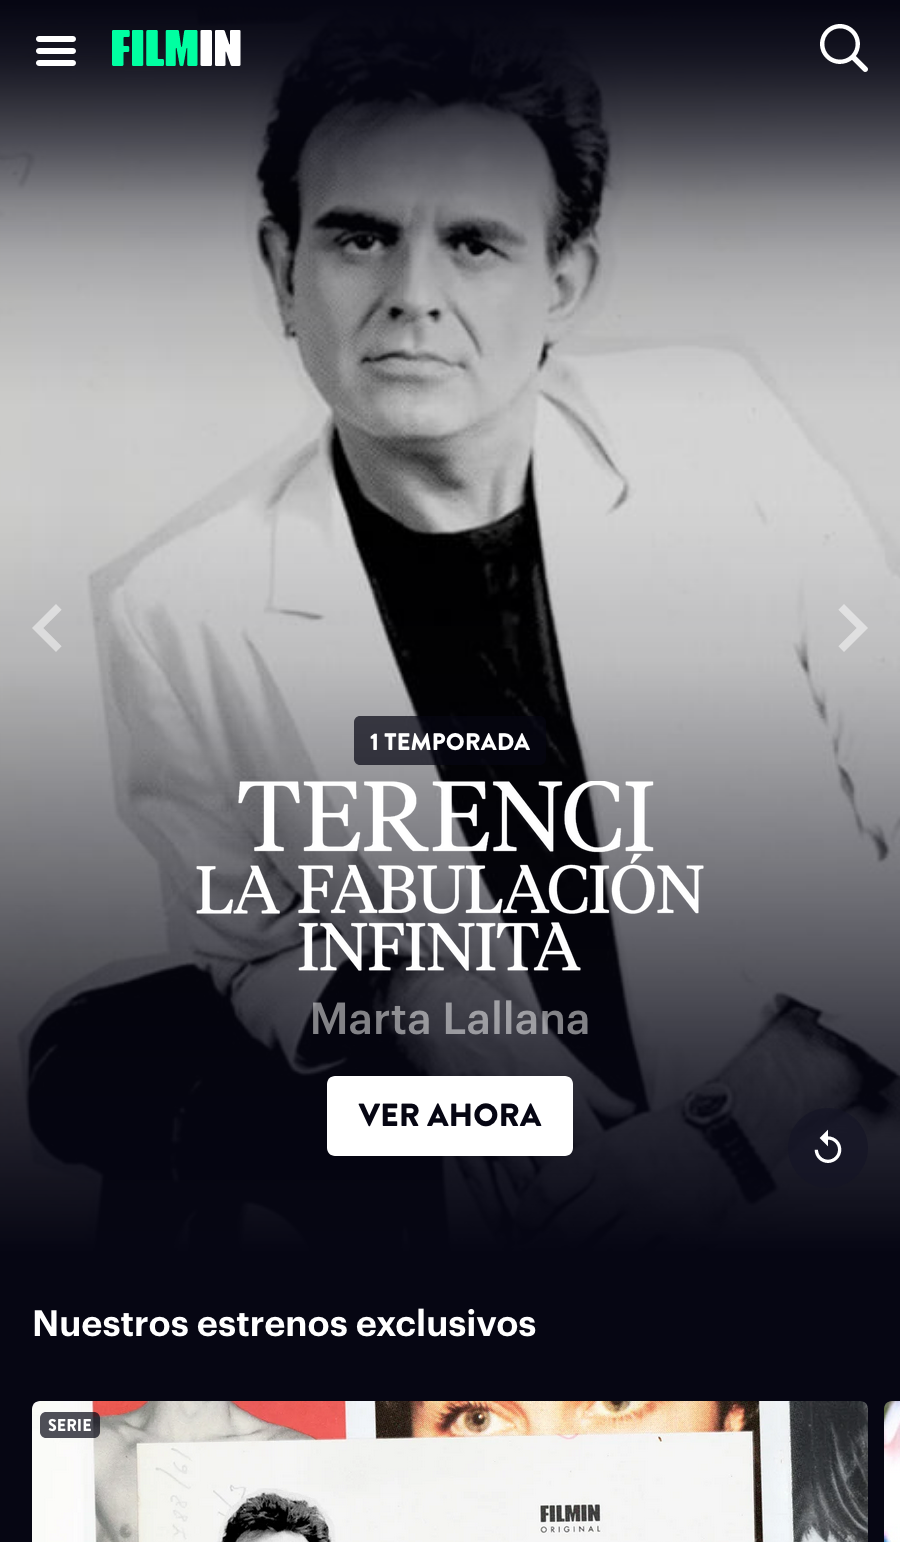 FILMIN
1 TEMPORADA
TERENCI
LA FABULACIÓN
INFINITA
Marta Lallana
VER AHORA
Nuestros estrenos exclusivos
SERIE
FILMIN
ORIGINAL